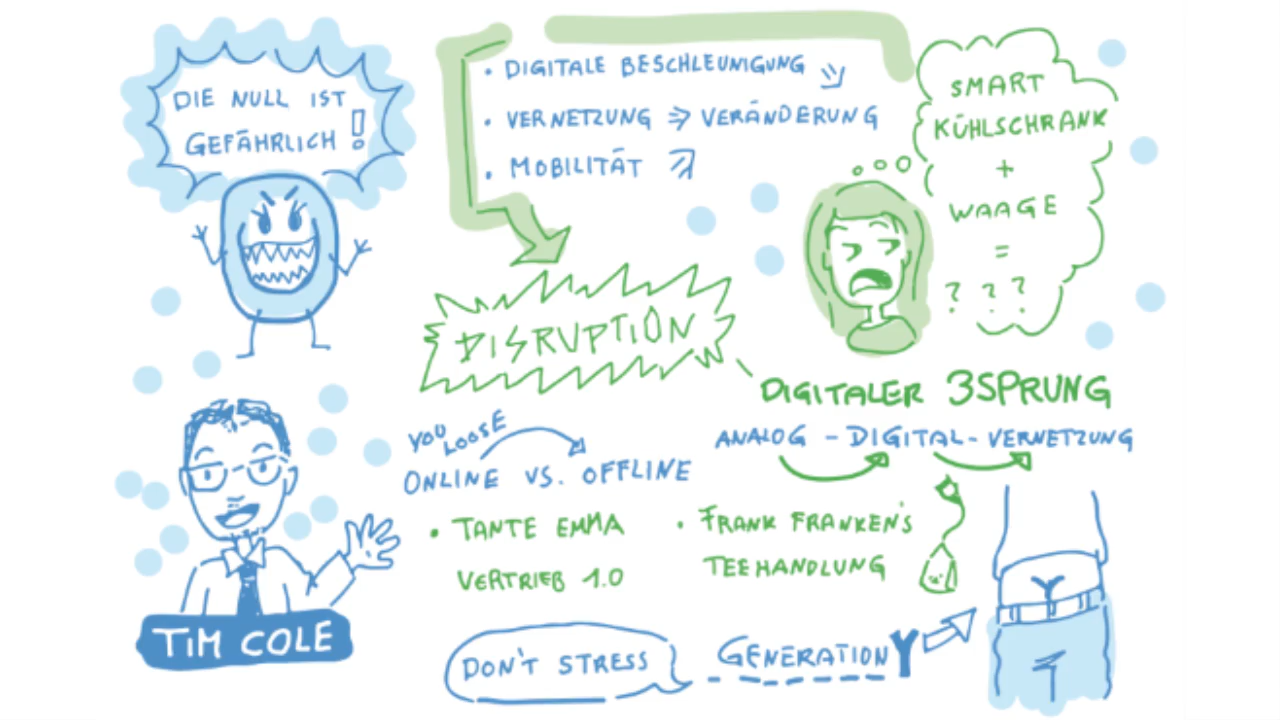 DIE NULL IST
GEFÄHRLICH!
• DIGITALE BESCHLEUNIGUNG
• VERNETZUNG ⇒ VERÄNDERUNG
• MOBILITÄT
SMART
KÜHLSCHRANK
+
WAAGE
=
? ? ?
DISRUPTION
DIGITALER 3SPRUNG
ANALOG - DIGITAL - VERNETZUNG
YOU LOOSE
ONLINE VS. OFFLINE
• TANTE EMMA
VERTRIEB 1.0
• FRANK FRANKEN'S
TEEHANDLUNG
TIM COLE
DON'T STRESS
GENERATION Y